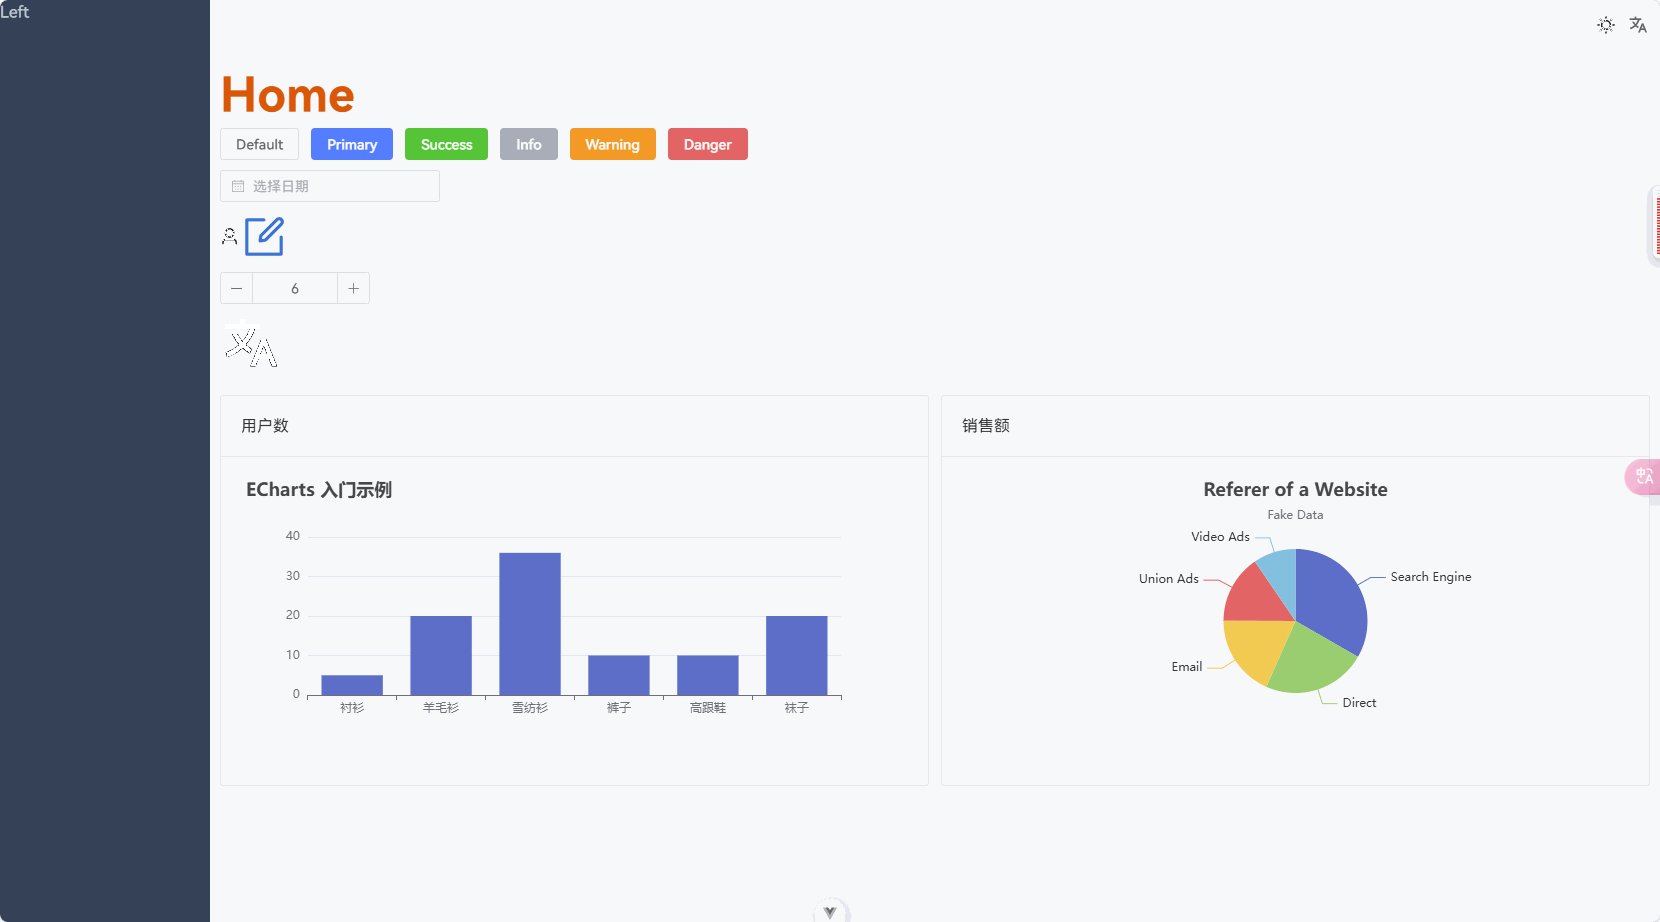 Left
Home
Default Primary Success Info Warning Danger
选择日期
6
文A
用户数
销售额
ECharts 入门示例
40
30
20
10
0
衬衫 羊毛衫 雪纺衫 裤子 高跟鞋 袜子
Referer of a Website
Fake Data
Video Ads
Search Engine
Union Ads
Email
Direct